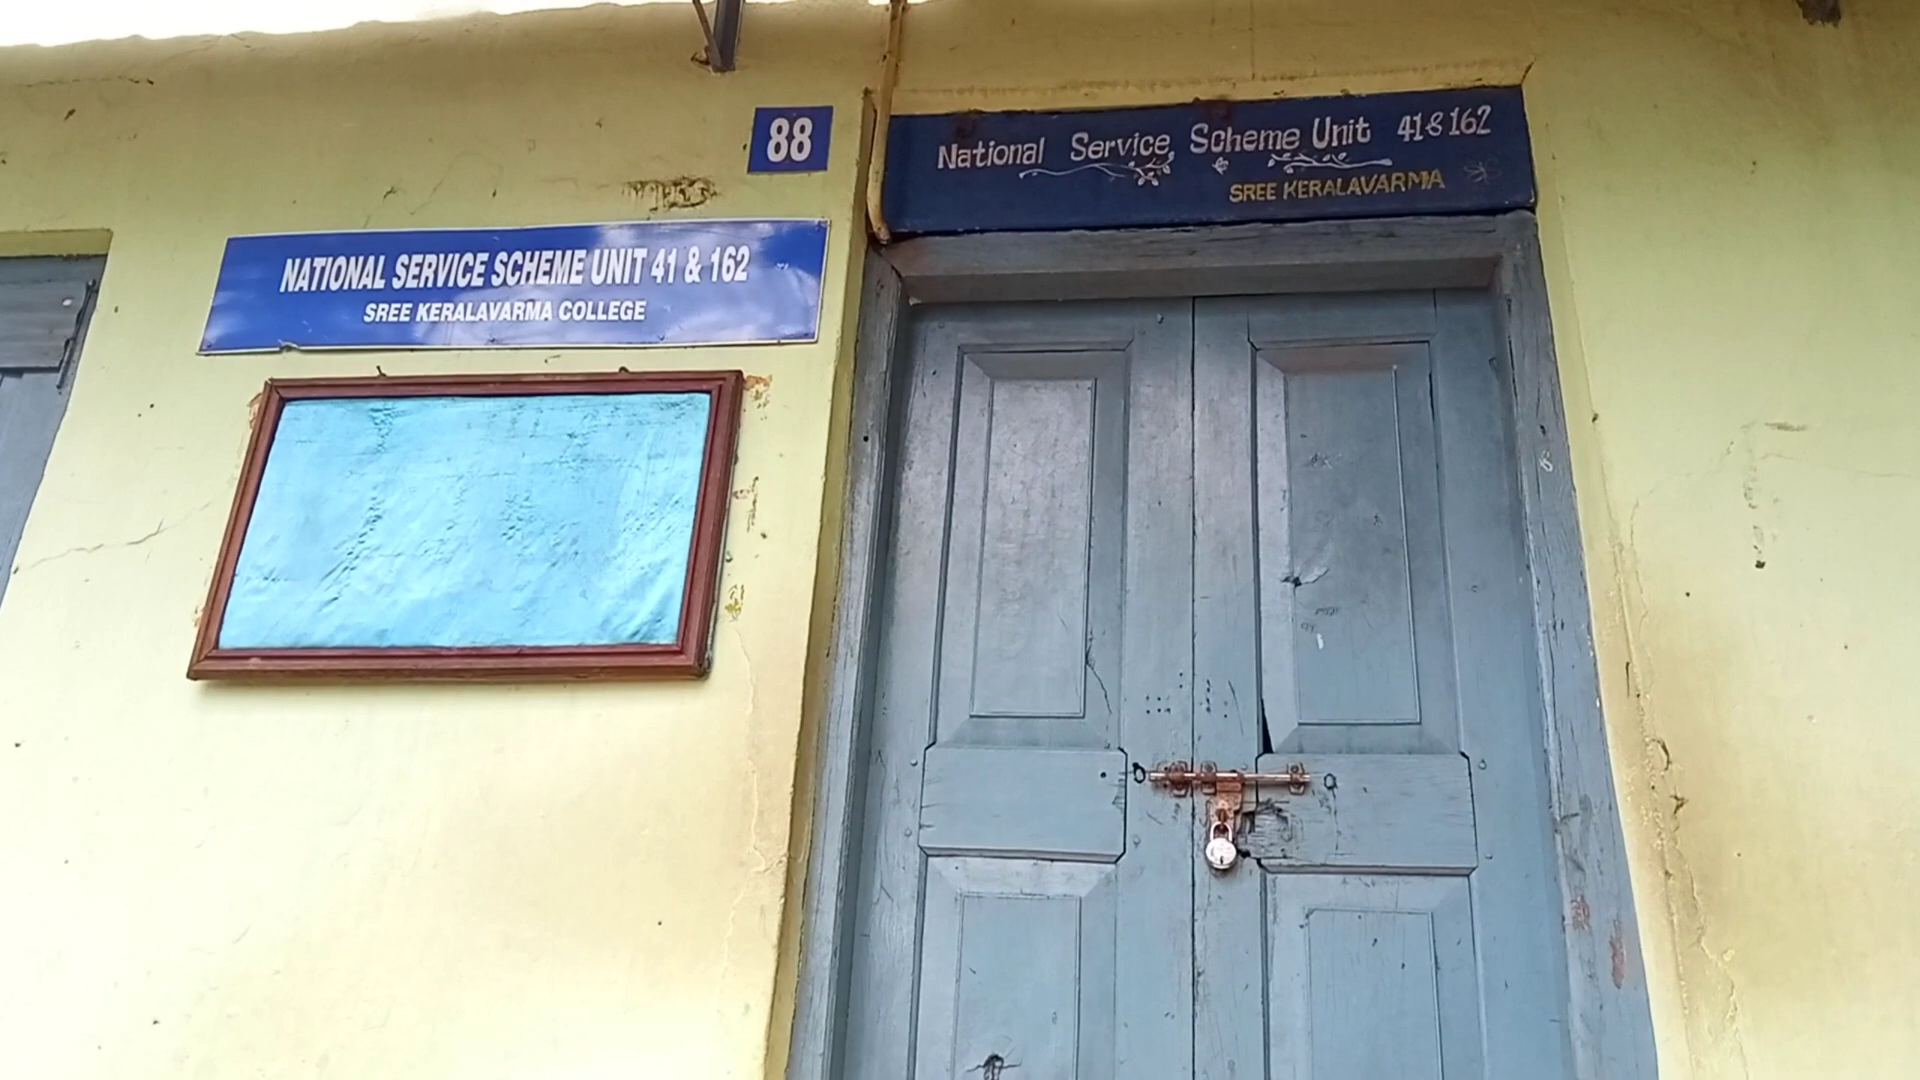 88
NATIONAL SERVICE SCHEME UNIT 41 & 162
SREE KERALAVARMA COLLEGE
National Service Scheme Unit 41 & 162
SREE KERALAVARMA